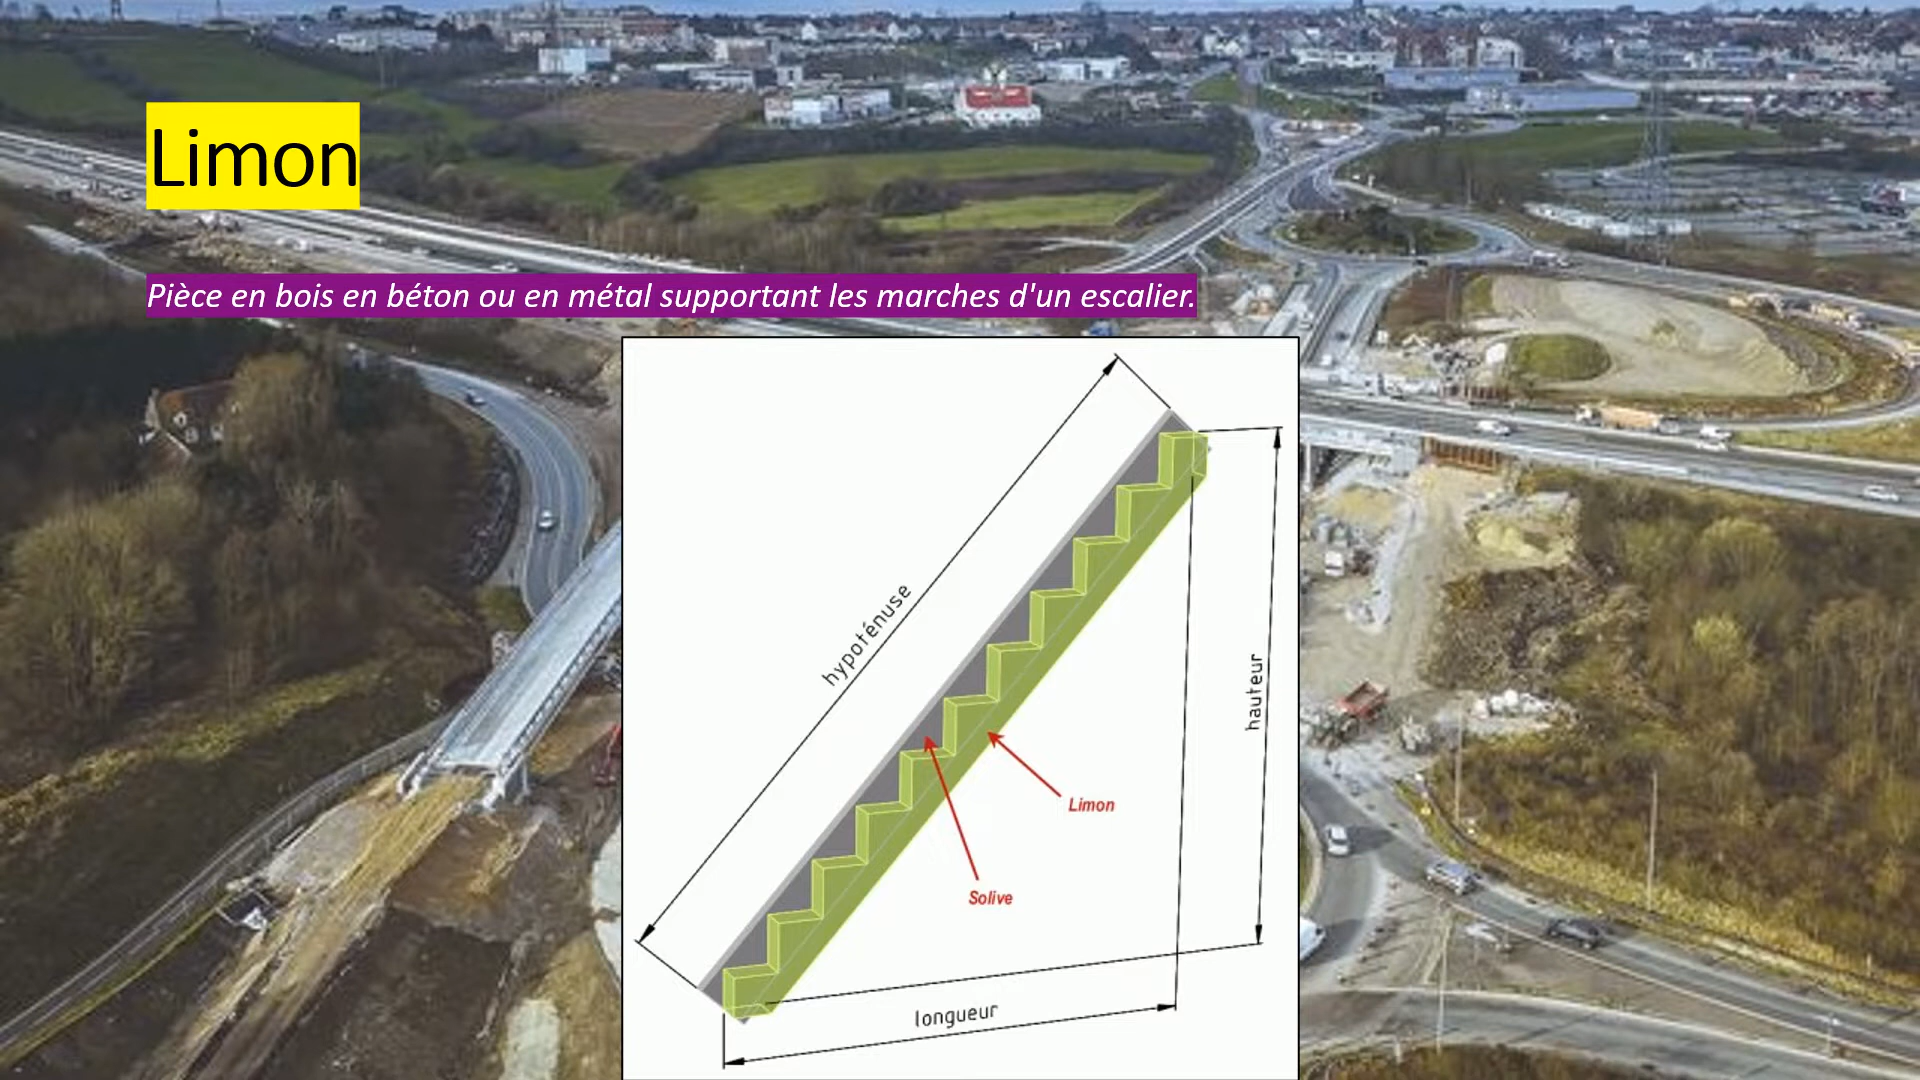 Limon
Pièce en bois en béton ou en métal supportant les marches d'un escalier.
hypoténuse
hauteur
Limon
Solive
longueur